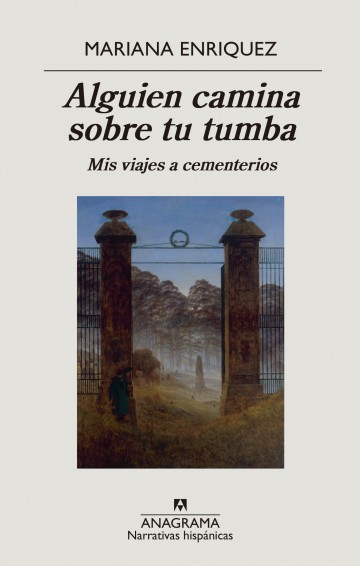 MARIANA ENRIQUEZ
Alguien camina
sobre tu tumba
Mis viajes a cementerios
ANAGRAMA
Narrativas hispánicas